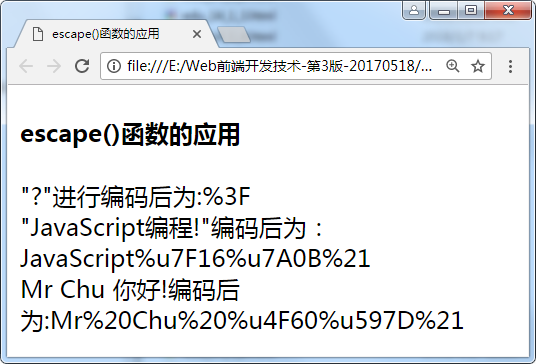 escape()函数的应用
file:///E:/Web前端开发技术-第3版-20170518/...
escape()函数的应用
"?"进行编码后为:%3F
"JavaScript编程!"编码后为：
JavaScript%u7F16%u7A0B%21
Mr Chu 你好!编码后
为:Mr%20Chu%20%u4F60%u597D%21